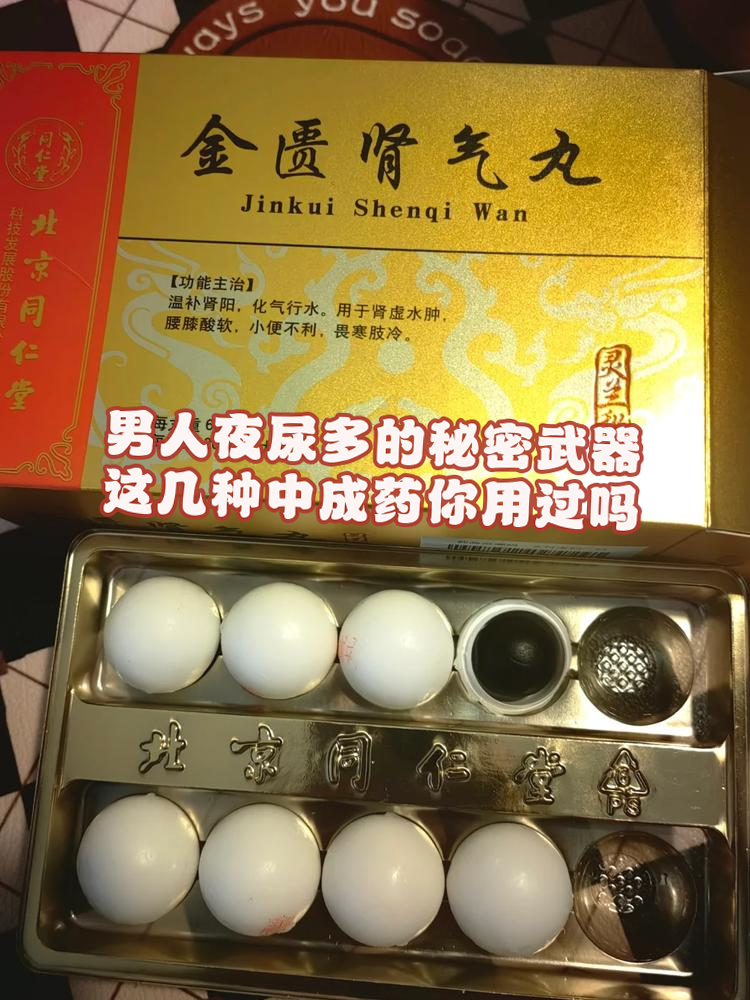 ays you soa
同仁堂
北京同仁堂
科技发展股份有限公
金匮肾气丸
Jinkui Shenqi Wan
【功能主治】
温补肾阳，化气行水。用于肾虚水肿，
腰膝酸软，小便不利，畏寒肢冷。
男人夜尿多的秘密武器
这几种中成药你用过吗
北京同仁堂
6
PS